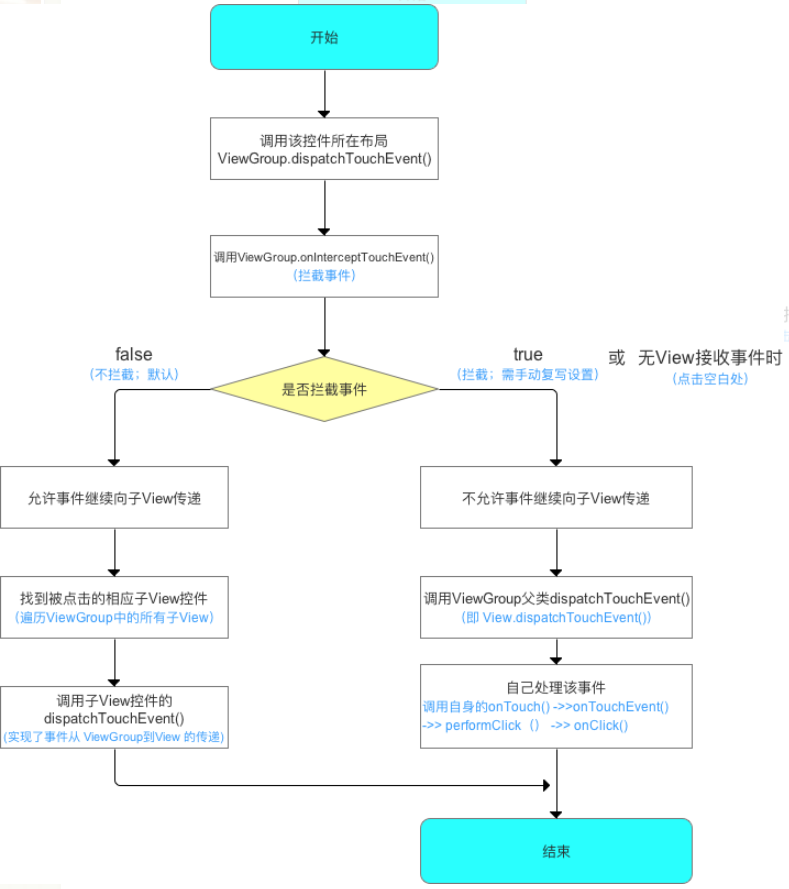 开始
调用该控件所在布局
ViewGroup.dispatchTouchEvent()
调用ViewGroup.onInterceptTouchEvent()
（拦截事件）
false
（不拦截；默认）
true
（拦截；需手动复写设置）
或 无View接收事件时
（点击空白处）
是否拦截事件
允许事件继续向子View传递
不允许事件继续向子View传递
找到被点击的相应子View控件
（遍历ViewGroup中的所有子View）
调用ViewGroup父类dispatchTouchEvent()
（即 View.dispatchTouchEvent()）
调用子View控件的
dispatchTouchEvent()
(实现了事件从 ViewGroup到View 的传递)
自己处理该事件
调用自身的onTouch() ->>onTouchEvent()
->> performClick（） ->> onClick()
结束